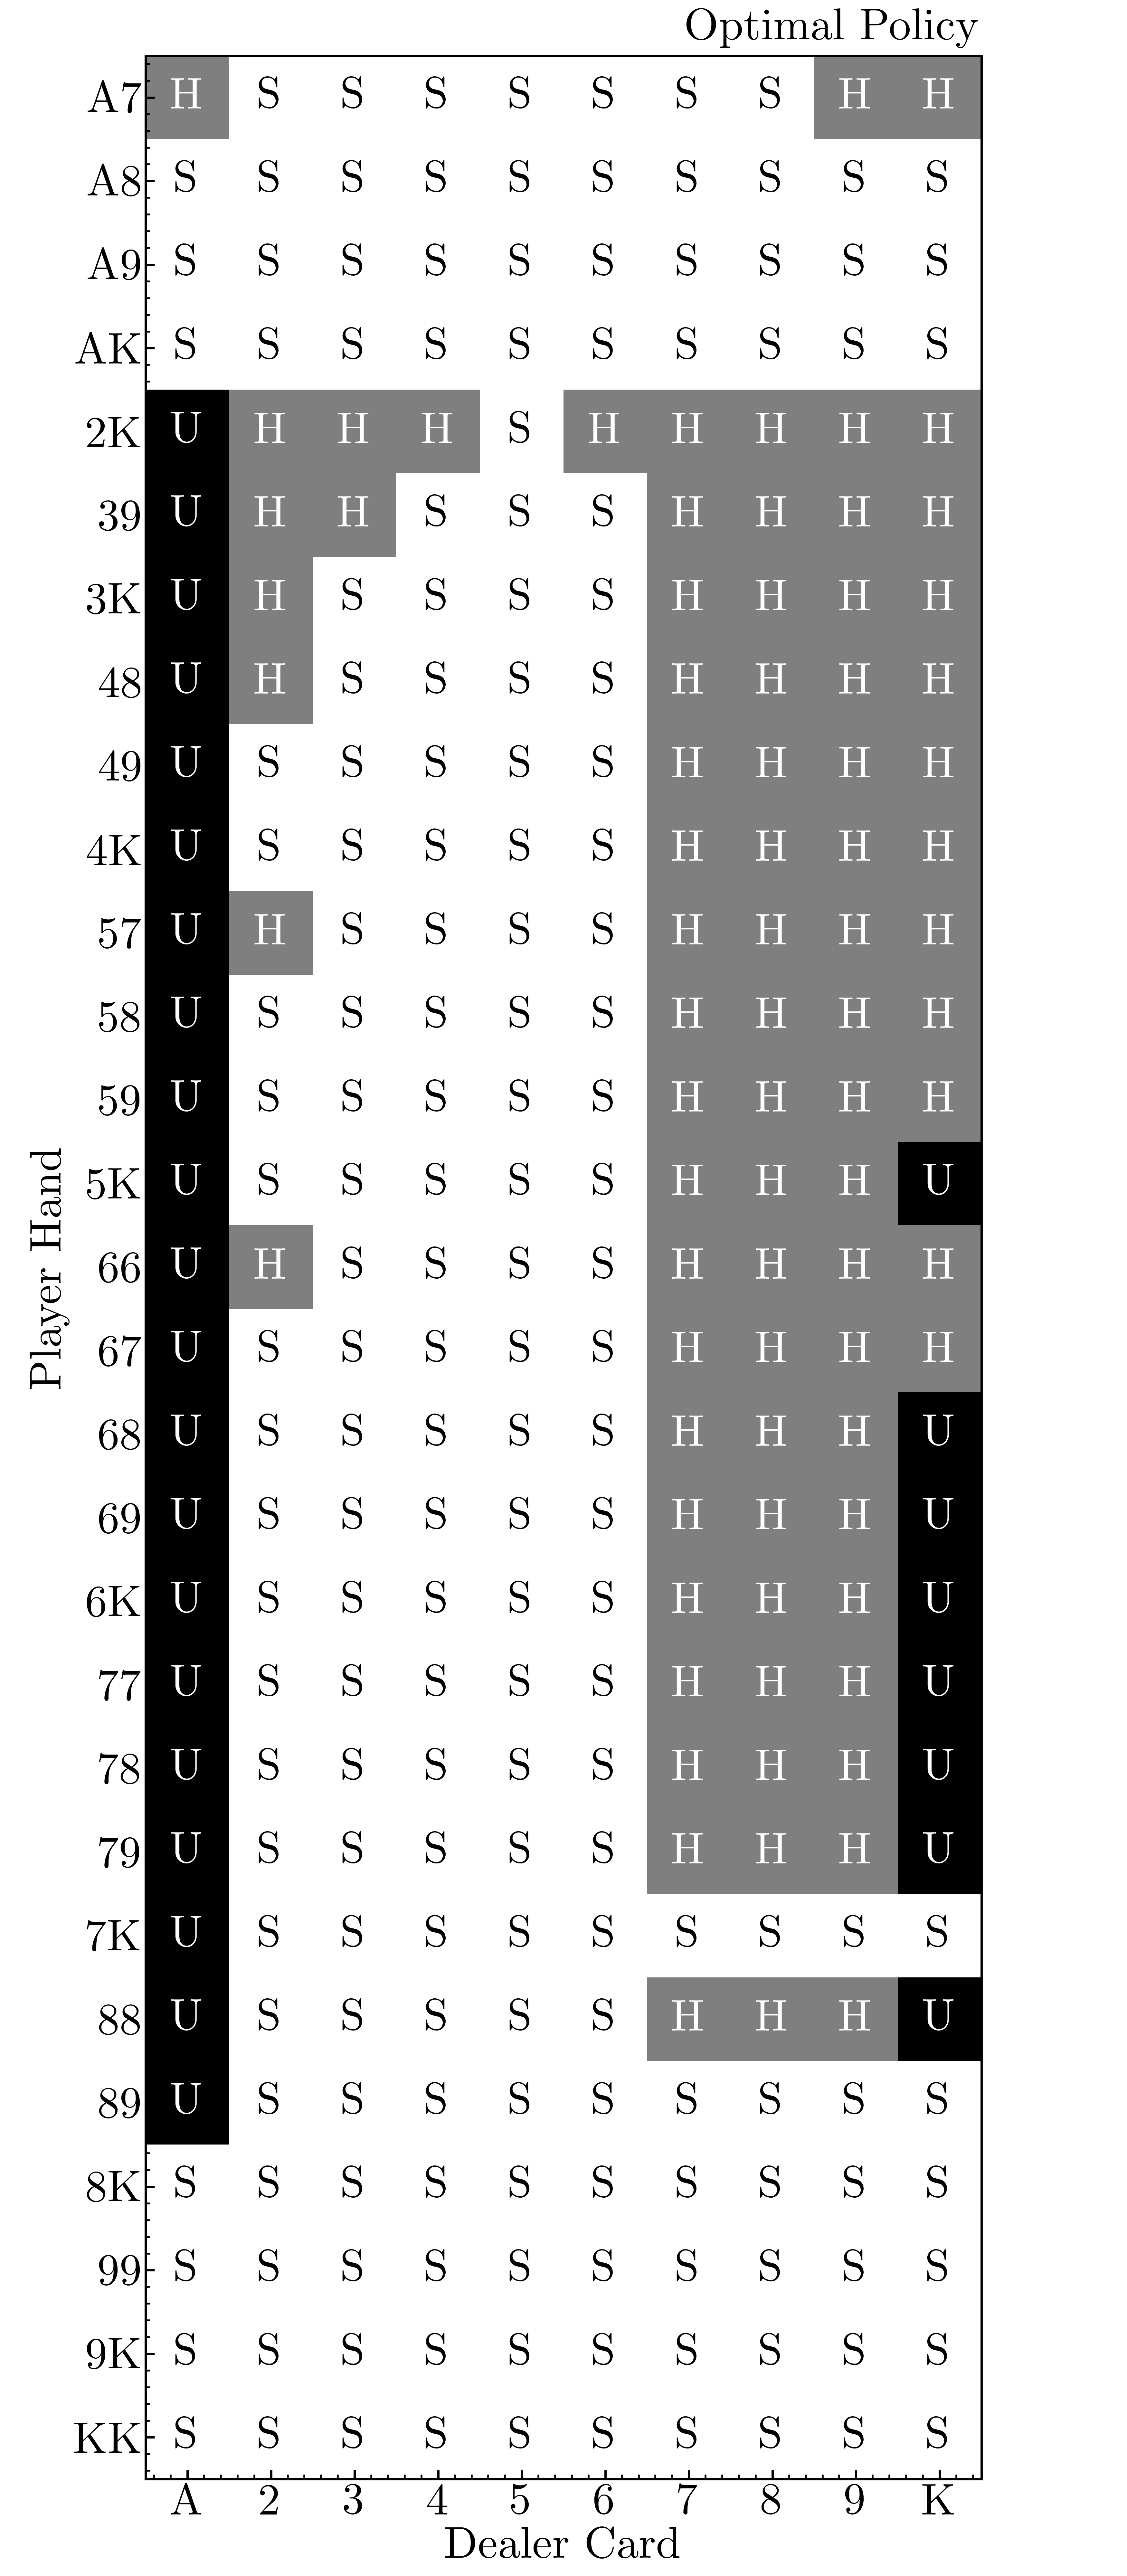 Optimal Policy
A7 H S S S S S S S H H
A8 S S S S S S S S S S
A9 S S S S S S S S S S
AK S S S S S S S S S S
2K U H H H S H H H H H
39 U H H S S S H H H H
3K U H S S S S H H H H
48 U H S S S S H H H H
49 U S S S S S H H H H
4K U S S S S S H H H H
57 U H S S S S H H H H
58 U S S S S S H H H H
59 U S S S S S H H H H
5K U S S S S S H H H U
66 U H S S S S H H H H
67 U S S S S S H H H H
68 U S S S S S H H H U
69 U S S S S S H H H U
6K U S S S S S H H H U
77 U S S S S S H H H U
78 U S S S S S H H H U
79 U S S S S S H H H U
7K U S S S S S S S S S
88 U S S S S S H H H U
89 U S S S S S S S S S
8K S S S S S S S S S S
99 S S S S S S S S S S
9K S S S S S S S S S S
KK S S S S S S S S S S
A 2 3 4 5 6 7 8 9 K
Dealer Card
Player Hand